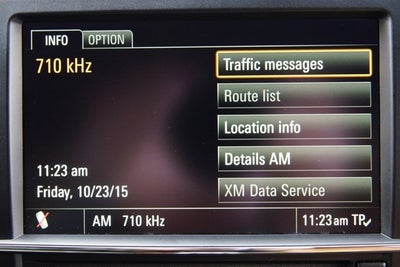 INFO OPTION
710 kHz
Traffic messages
Route list
Location info
Details AM
XM Data Service
11:23 am
Friday, 10/23/15
AM 710 kHz 11:23 am TP✓